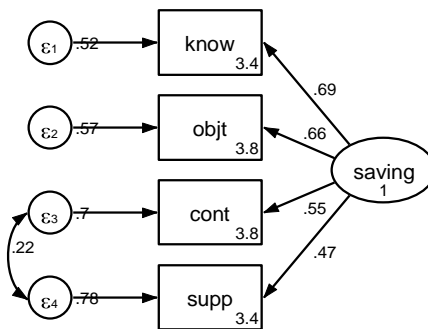 ε1 .52 know 3.4
.69
ε2 .57 objt 3.8
.66
saving 1
ε3 .7 cont 3.8
.55
.22
.47
ε4 .78 supp 3.4